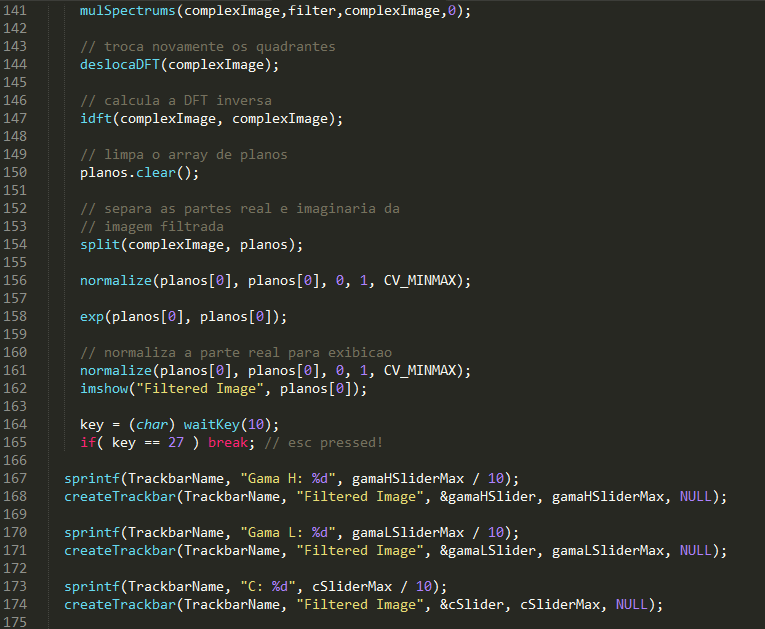 141 mulSpectrums(complexImage,filter,complexImage,0);
142
143 // troca novamente os quadrantes
144 deslocaDFT(complexImage);
145
146 // calcula a DFT inversa
147 idft(complexImage, complexImage);
148
149 // limpa o array de planos
150 planos.clear();
151
152 // separa as partes real e imaginaria da
153 // imagem filtrada
154 split(complexImage, planos);
155
156 normalize(planos[0], planos[0], 0, 1, CV_MINMAX);
157
158 exp(planos[0], planos[0]);
159
160 // normaliza a parte real para exibicao
161 normalize(planos[0], planos[0], 0, 1, CV_MINMAX);
162 imshow("Filtered Image", planos[0]);
163
164 key = (char) waitKey(10);
165 if( key == 27 ) break; // esc pressed!
166
167 sprintf(TrackbarName, "Gama H: %d", gamaHSliderMax / 10);
168 createTrackbar(TrackbarName, "Filtered Image", &gamaHSlider, gamaHSliderMax, NULL);
169
170 sprintf(TrackbarName, "Gama L: %d", gamaLSliderMax / 10);
171 createTrackbar(TrackbarName, "Filtered Image", &gamaLSlider, gamaLSliderMax, NULL);
172
173 sprintf(TrackbarName, "C: %d", cSliderMax / 10);
174 createTrackbar(TrackbarName, "Filtered Image", &cSlider, cSliderMax, NULL);
175